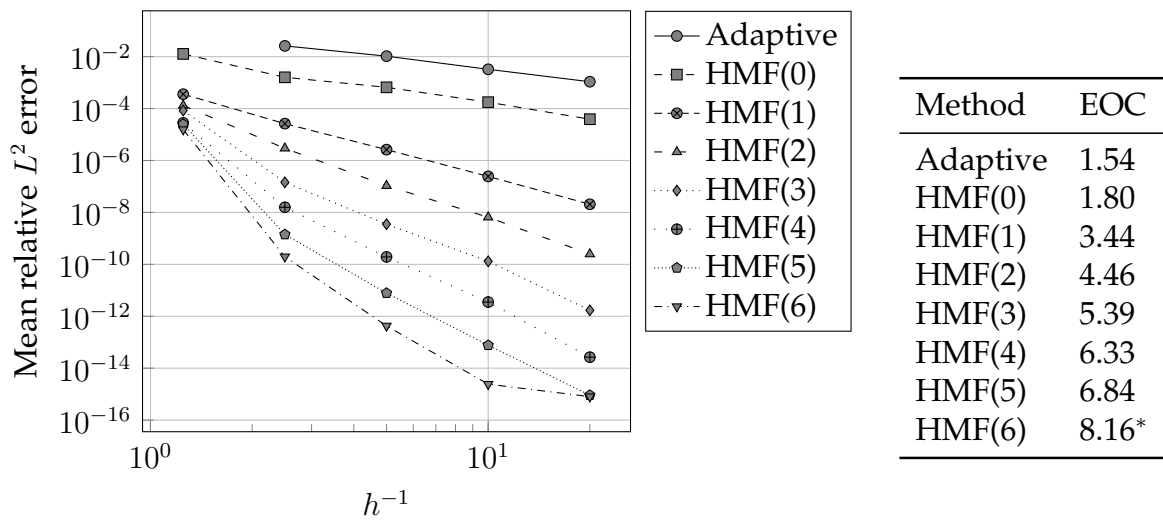 Mean relative L² error
10⁻²
10⁻⁴
10⁻⁶
10⁻⁸
10⁻¹⁰
10⁻¹²
10⁻¹⁴
10⁻¹⁶
10⁰
10¹
h⁻¹
Adaptive
HMF(0)
HMF(1)
HMF(2)
HMF(3)
HMF(4)
HMF(5)
HMF(6)
Method EOC
Adaptive 1.54
HMF(0) 1.80
HMF(1) 3.44
HMF(2) 4.46
HMF(3) 5.39
HMF(4) 6.33
HMF(5) 6.84
HMF(6) 8.16*